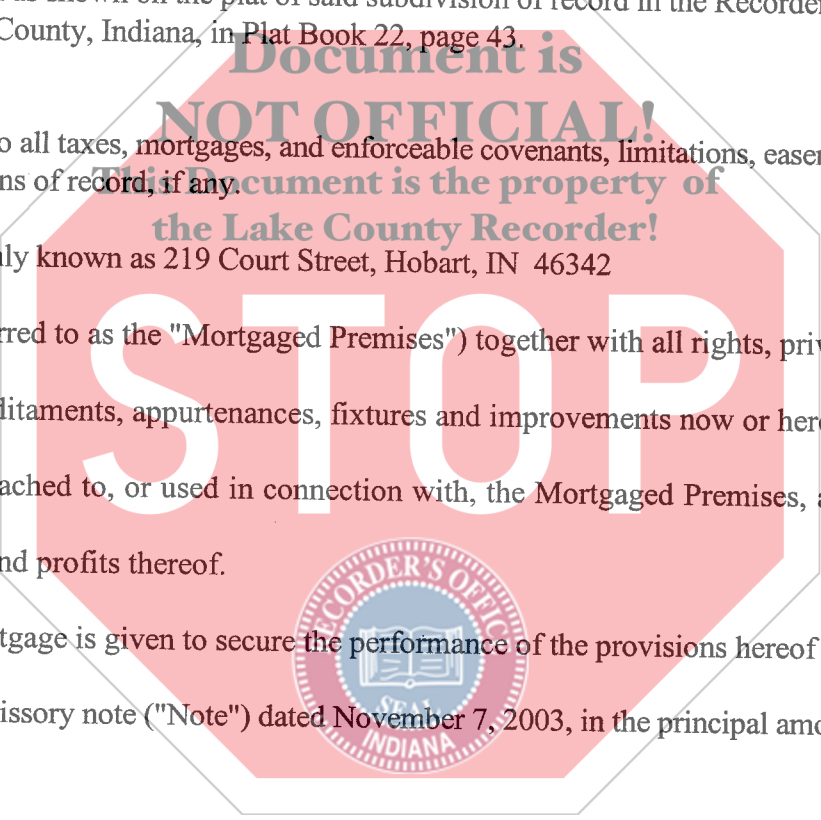 is shown on the plat of said subdivision of record in the Recorder
County, Indiana, in Plat Book 22, page 43.
Document is
NOT OFFICIAL!
o all taxes, mortgages, and enforceable covenants, limitations, easer
ns of record, if any.
This Document is the property of
the Lake County Recorder!
ly known as 219 Court Street, Hobart, IN 46342
rred to as the "Mortgaged Premises") together with all rights, priv
STOP
litaments, appurtenances, fixtures and improvements now or here
ached to, or used in connection with, the Mortgaged Premises, a
nd profits thereof.
RECORDER'S OFFICE
tgage is given to secure the performance of the provisions hereof
SEAL
issory note ("Note") dated November 7, 2003, in the principal amo
INDIANA